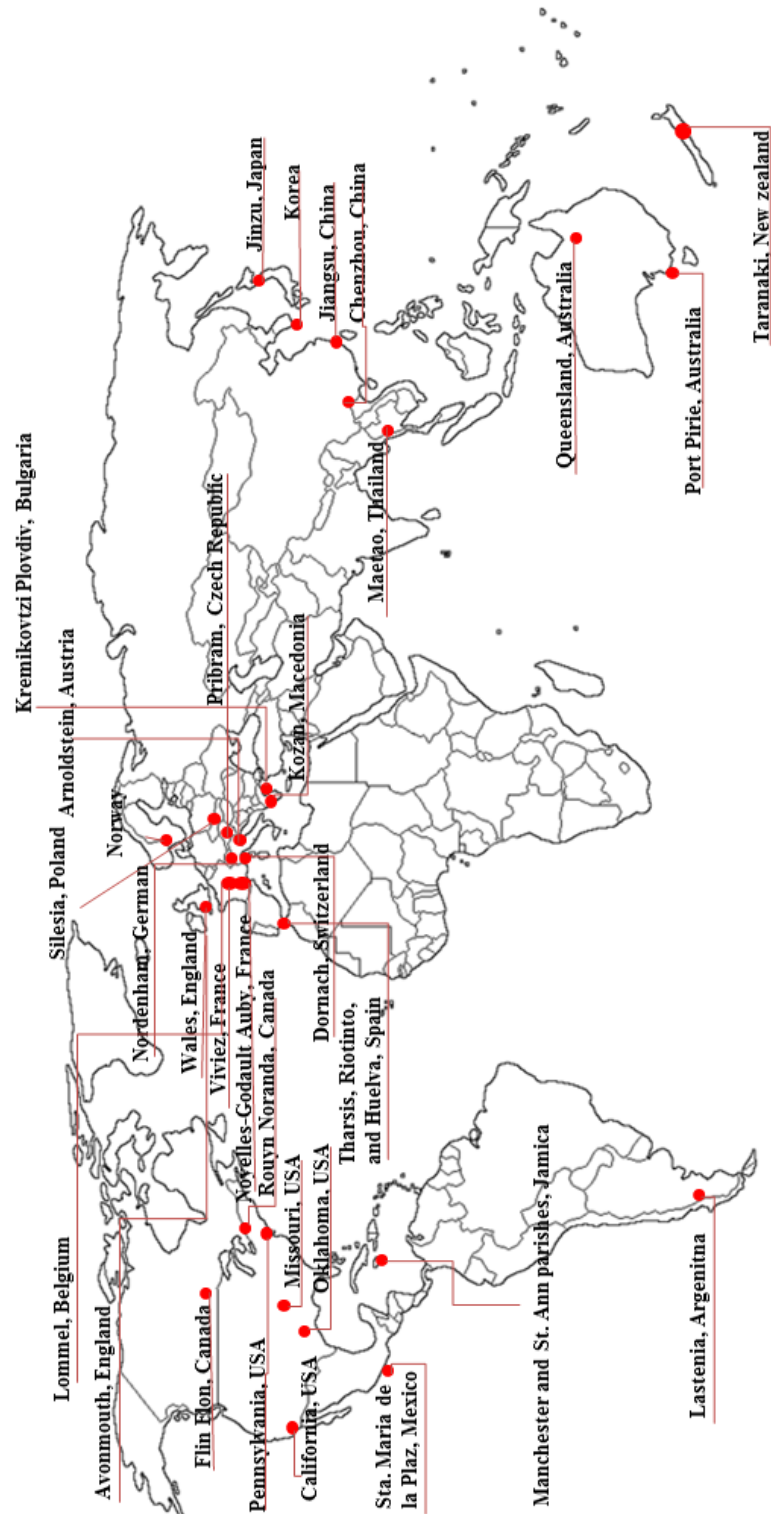 Kremikovtzi Plovdiv, Bulgaria
Arnoldstein, Austria
Silesia, Poland
Norway
Pribram, Czech Republic
Nordenham, German
Lommel, Belgium
Avonmouth, England
Wales, England
Viviez, France
Novelles-Godault Auby, France
Rouyn Noranda, Canada
Flin Flon, Canada
Pennsylvania, USA
Missouri, USA
Oklahoma, USA
California, USA
Dornach, Switzerland
Tharsis, Riotinto,
and Huelva, Spain
Kozan, Macedonia
Jinzu, Japan
Korea
Jiangsu, China
Chenzhou, China
Maetao, Thailand
Sta. Maria de
la Plaz, Mexico
Manchester and St. Ann parishes, Jamica
Lastenia, Argenitna
Queensland, Australia
Port Pirie, Australia
Taranaki, New zealand